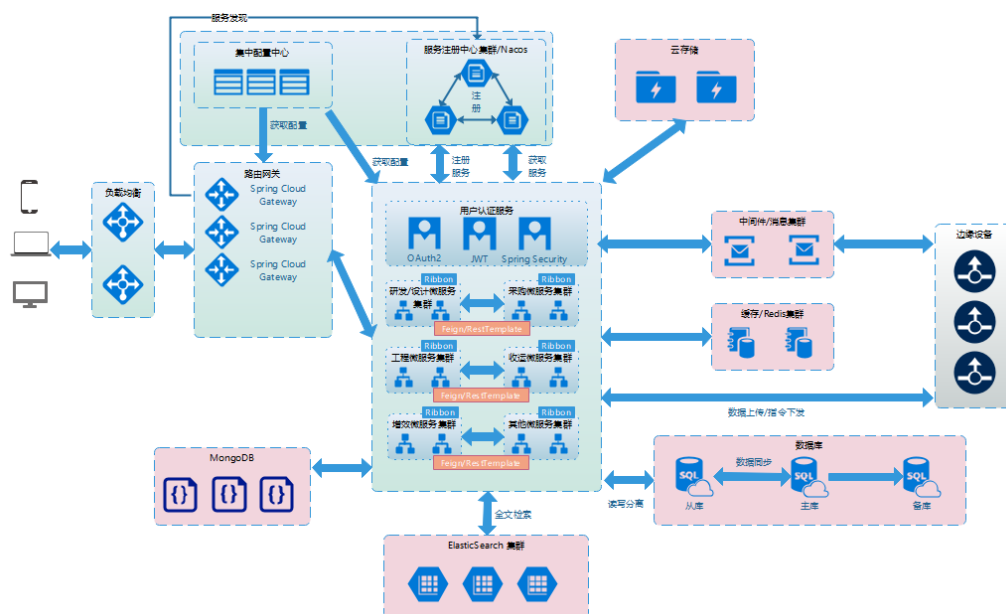 服务发现
集中配置中心
服务注册中心集群/Nacos
注
册
云存储
获取配置
获取配置
注册
服务
获取
服务
负载均衡
路由网关
Spring Cloud
Gateway
Spring Cloud
Gateway
Spring Cloud
Gateway
用户认证服务
OAuth2
JWT
Spring Security
中间件/消息集群
边缘设备
Ribbon
Ribbon
研发/设计微服务
集群
采购微服务集群
Feign/RestTemplate
缓存/Redis集群
Ribbon
Ribbon
工程微服务集群
收运微服务集群
Feign/RestTemplate
数据上传/指令下发
Ribbon
Ribbon
增效微服务集群
其他微服务集群
Feign/RestTemplate
MongoDB
数据库
SQL
数据同步
SQL
SQL
从库
主库
备库
读写分离
全文检索
ElasticSearch 集群